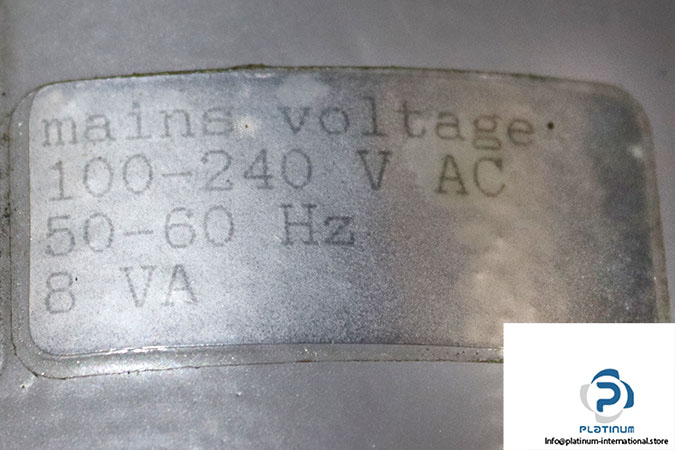 mains voltage
100-240 V AC
50-60 Hz
8 VA
PLATINUM
Info@platinum-international.store